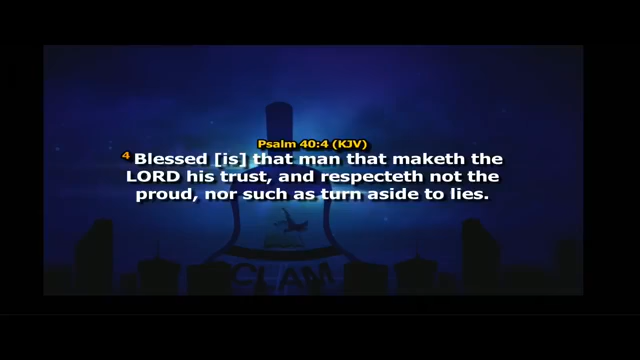 Psalm 40:4 (KJV)
4 Blessed [is] that man that maketh the
LORD his trust, and respecteth not the
proud, nor such as turn aside to lies.
CLAM